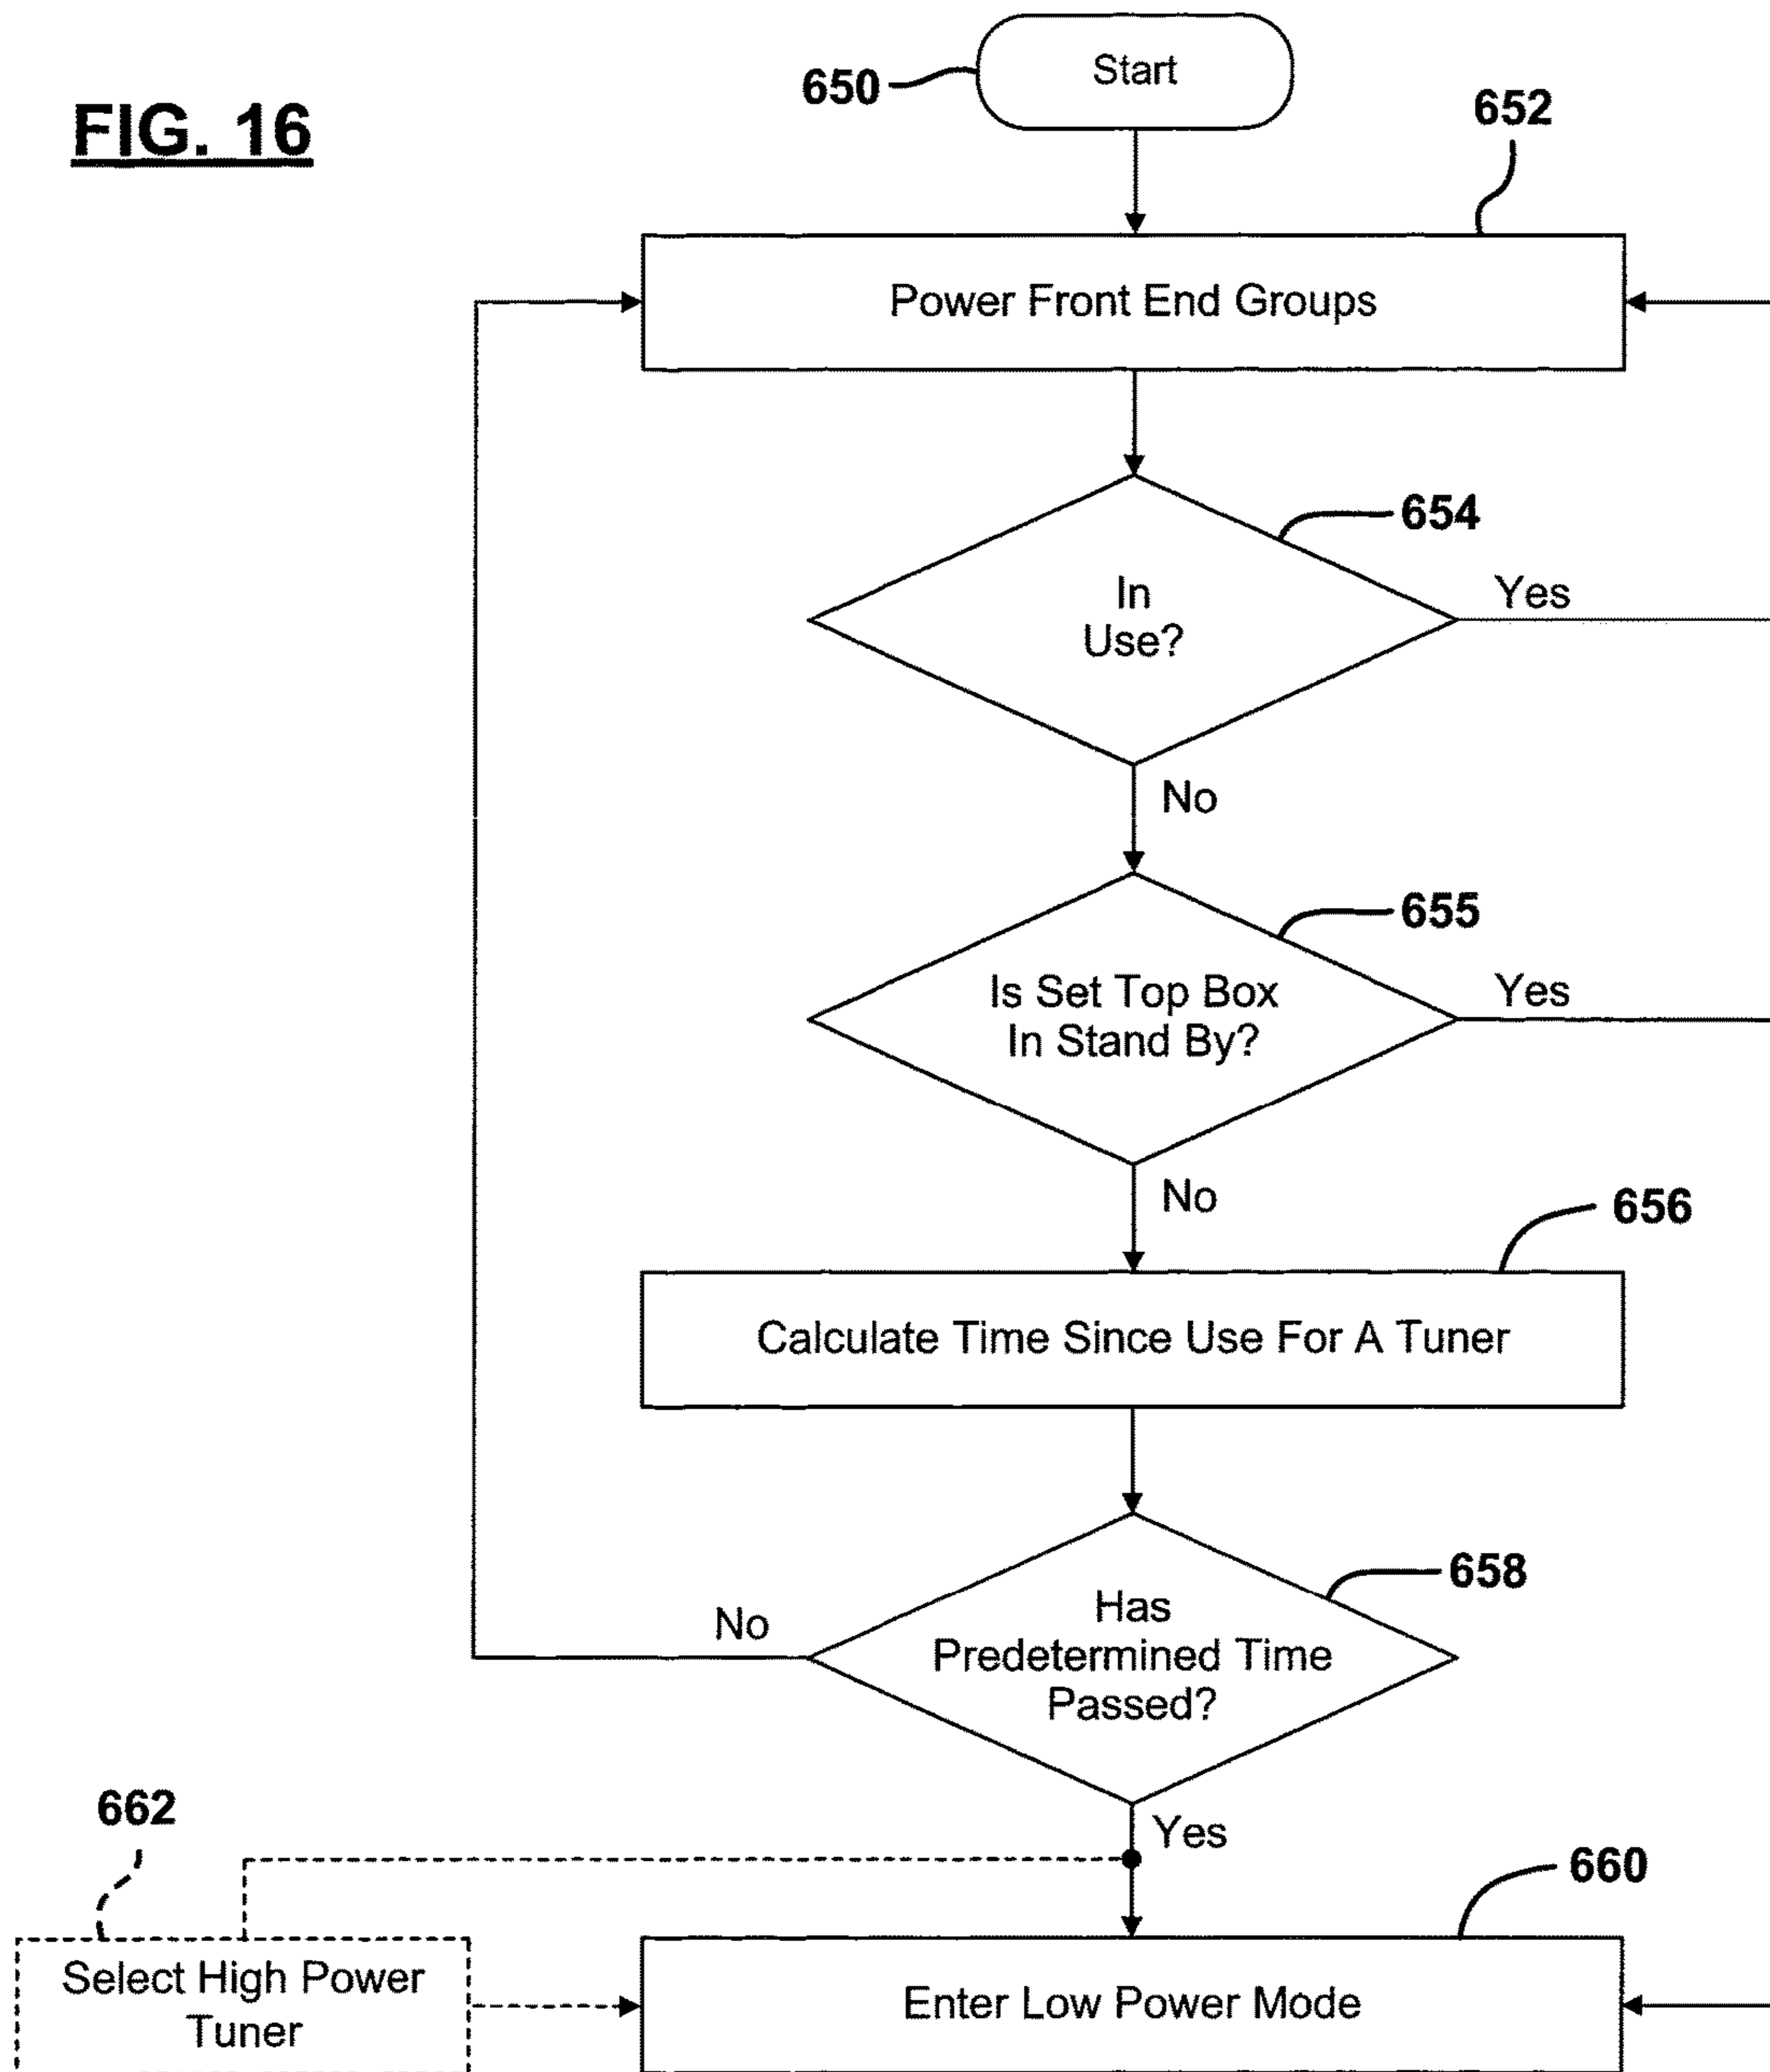 FIG. 16
650
Start
652
Power Front End Groups
654
In
Use?
Yes
No
655
Is Set Top Box
In Stand By?
Yes
No
656
Calculate Time Since Use For A Tuner
658
Has
Predetermined Time
Passed?
No
Yes
662
660
Select High Power
Tuner
Enter Low Power Mode